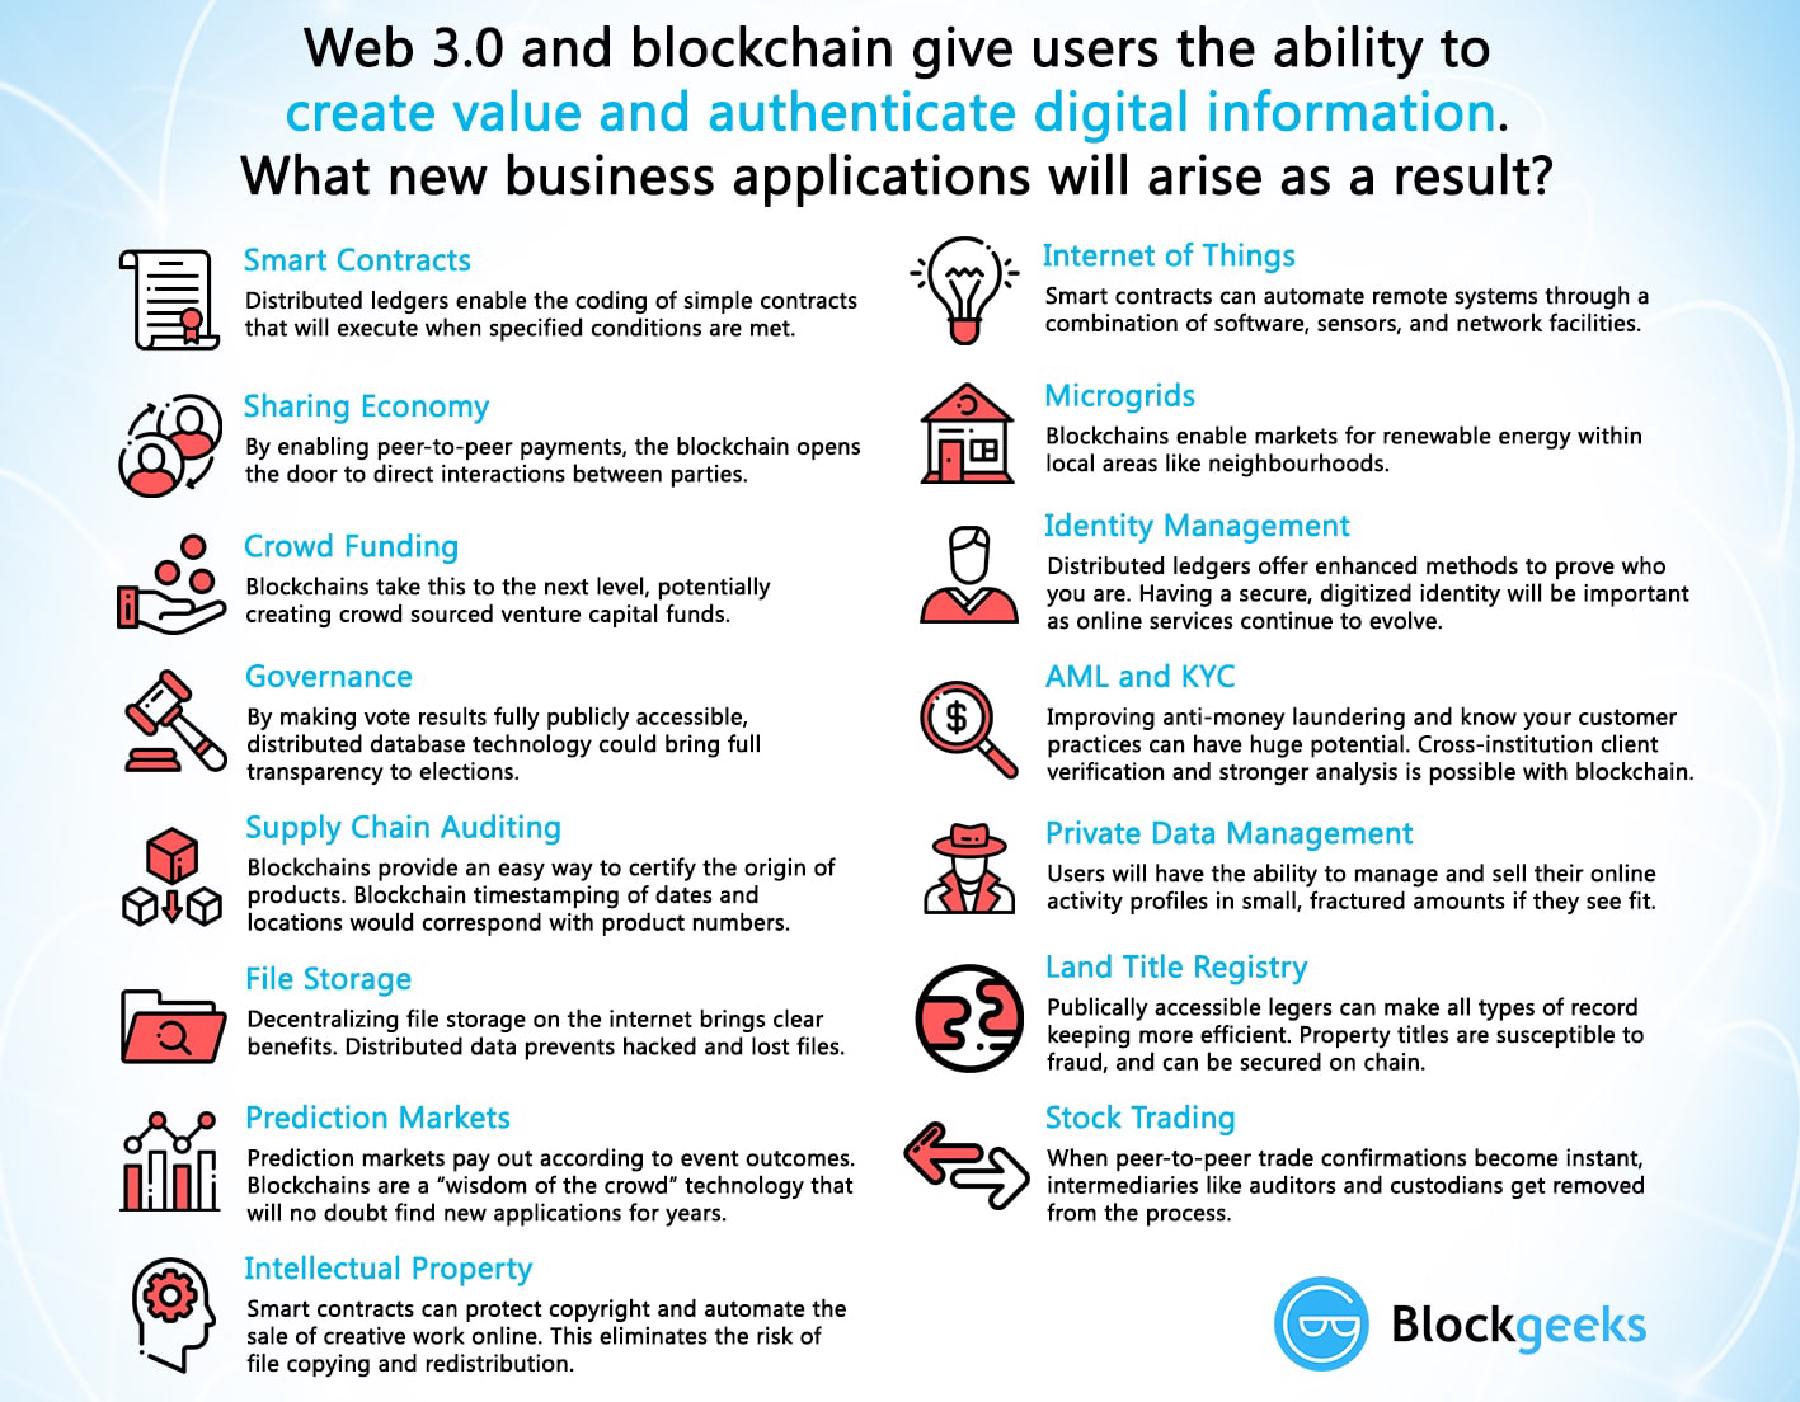 Web 3.0 and blockchain give users the ability to
create value and authenticate digital information.
What new business applications will arise as a result?
Smart Contracts
Distributed ledgers enable the coding of simple contracts
that will execute when specified conditions are met.
Sharing Economy
By enabling peer-to-peer payments, the blockchain opens
the door to direct interactions between parties.
Crowd Funding
Blockchains take this to the next level, potentially
creating crowd sourced venture capital funds.
Governance
By making vote results fully publicly accessible,
distributed database technology could bring full
transparency to elections.
Supply Chain Auditing
Blockchains provide an easy way to certify the origin of
products. Blockchain timestamping of dates and
locations would correspond with product numbers.
File Storage
Decentralizing file storage on the internet brings clear
benefits. Distributed data prevents hacked and lost files.
Prediction Markets
Prediction markets pay out according to event outcomes.
Blockchains are a "wisdom of the crowd" technology that
will no doubt find new applications for years.
Intellectual Property
Smart contracts can protect copyright and automate the
sale of creative work online. This eliminates the risk of
file copying and redistribution.
Internet of Things
Smart contracts can automate remote systems through a
combination of software, sensors, and network facilities.
Microgrids
Blockchains enable markets for renewable energy within
local areas like neighbourhoods.
Identity Management
Distributed ledgers offer enhanced methods to prove who
you are. Having a secure, digitized identity will be important
as online services continue to evolve.
$
AML and KYC
Improving anti-money laundering and know your customer
practices can have huge potential. Cross-institution client
verification and stronger analysis is possible with blockchain.
Private Data Management
Users will have the ability to manage and sell their online
activity profiles in small, fractured amounts if they see fit.
Land Title Registry
Publically accessible legers can make all types of record
keeping more efficient. Property titles are susceptible to
fraud, and can be secured on chain.
Stock Trading
When peer-to-peer trade confirmations become instant,
intermediaries like auditors and custodians get removed
from the process.
Blockgeeks